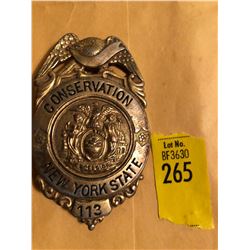 CONSERVATION
NEW YORK STATE
113
Lot No.
BF3630
265